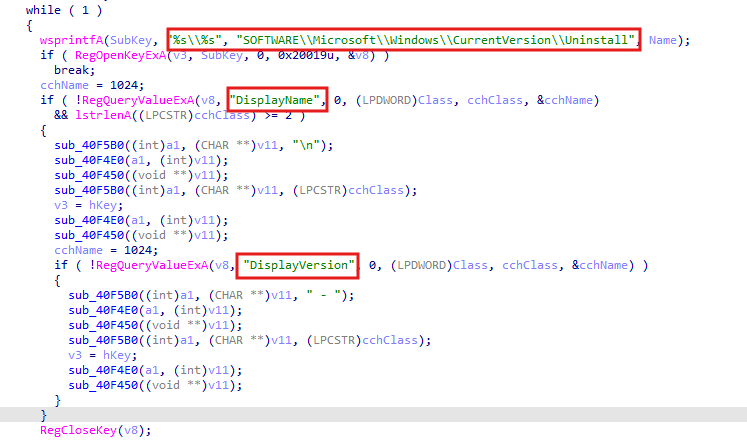 while ( 1 )
{
wsprintfA(SubKey, "%s\\%s", "SOFTWARE\\Microsoft\\Windows\\CurrentVersion\\Uninstall", Name);
if ( RegOpenKeyExA(v3, SubKey, 0, 0x20019u, &v8) )
break;
cchName = 1024;
if ( !RegQueryValueExA(v8, "DisplayName", 0, (LPDWORD)Class, cchClass, &cchName)
&& lstrlenA((LPCSTR)cchClass) >= 2 )
{
sub_40F5B0((int)a1, (CHAR **)v11, "\n");
sub_40F4E0(a1, (int)v11);
sub_40F450((void **)v11);
sub_40F5B0((int)a1, (CHAR **)v11, (LPCSTR)cchClass);
v3 = hKey;
sub_40F4E0(a1, (int)v11);
sub_40F450((void **)v11);
cchName = 1024;
if ( !RegQueryValueExA(v8, "DisplayVersion", 0, (LPDWORD)Class, cchClass, &cchName) )
{
sub_40F5B0((int)a1, (CHAR **)v11, " - ");
sub_40F4E0(a1, (int)v11);
sub_40F450((void **)v11);
sub_40F5B0((int)a1, (CHAR **)v11, (LPCSTR)cchClass);
v3 = hKey;
sub_40F4E0(a1, (int)v11);
sub_40F450((void **)v11);
}
}
RegCloseKey(v8);